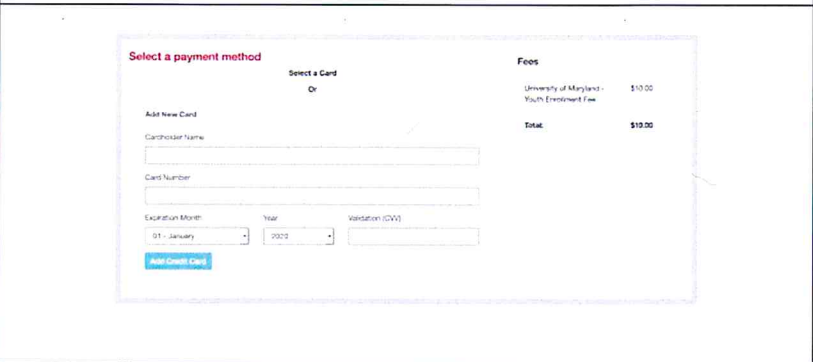 Select a payment method
Select a Card
Or
Add New Card
Cardholder Name
Card Number
Expiration Month Year Validation (CVV)
01 - January 2020
Add Credit Card
Fees
University of Maryland - $10.00
Youth Enrollment Fee
Total: $10.00